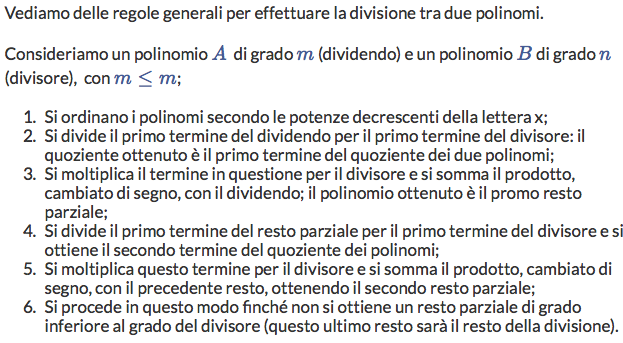 Vediamo delle regole generali per effettuare la divisione tra due polinomi.
Consideriamo un polinomio A di grado m (dividendo) e un polinomio B di grado n
(divisore), con m ≤ m;
1. Si ordinano i polinomi secondo le potenze decrescenti della lettera x;
2. Si divide il primo termine del dividendo per il primo termine del divisore: il
quoziente ottenuto è il primo termine del quoziente dei due polinomi;
3. Si moltiplica il termine in questione per il divisore e si somma il prodotto,
cambiato di segno, con il dividendo; il polinomio ottenuto è il promo resto
parziale;
4. Si divide il primo termine del resto parziale per il primo termine del divisore e si
ottiene il secondo termine del quoziente dei polinomi;
5. Si moltiplica questo termine per il divisore e si somma il prodotto, cambiato di
segno, con il precedente resto, ottenendo il secondo resto parziale;
6. Si procede in questo modo finché non si ottiene un resto parziale di grado
inferiore al grado del divisore (questo ultimo resto sarà il resto della divisione).